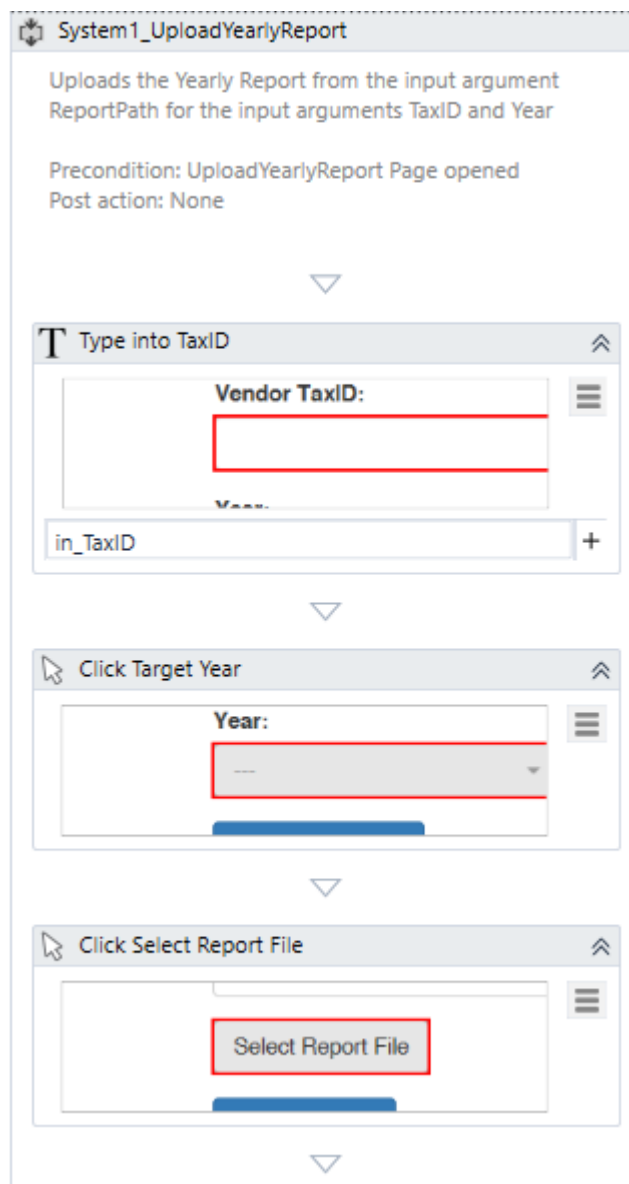 System1_UploadYearlyReport
Uploads the Yearly Report from the input argument
ReportPath for the input arguments TaxID and Year
Precondition: UploadYearlyReport Page opened
Post action: None
T Type into TaxID
Vendor TaxID:
Year:
in_TaxID
+
Click Target Year
Year:
---
Click Select Report File
Select Report File